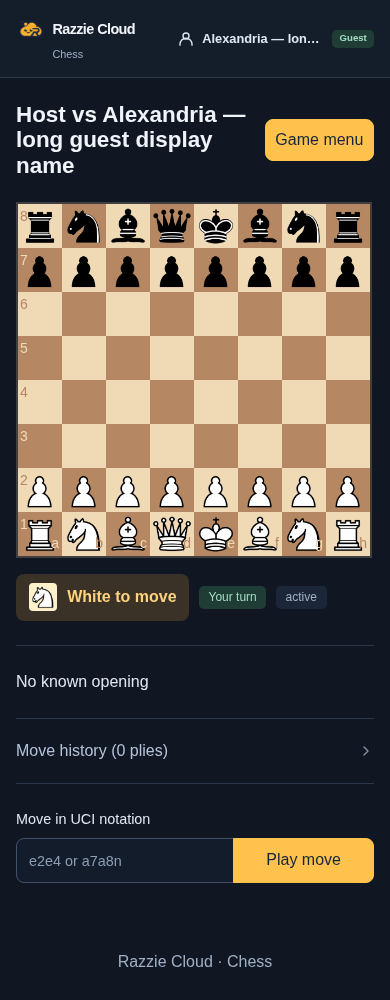 Razzie Cloud
Chess
Alexandria — lon…
Guest
Host vs Alexandria —
long guest display
name
Game menu
8
7
6
5
4
3
2
1
a b c d e f g h
White to move
Your turn
active
No known opening
Move history (0 plies)
Move in UCI notation
e2e4 or a7a8n
Play move
Razzie Cloud · Chess